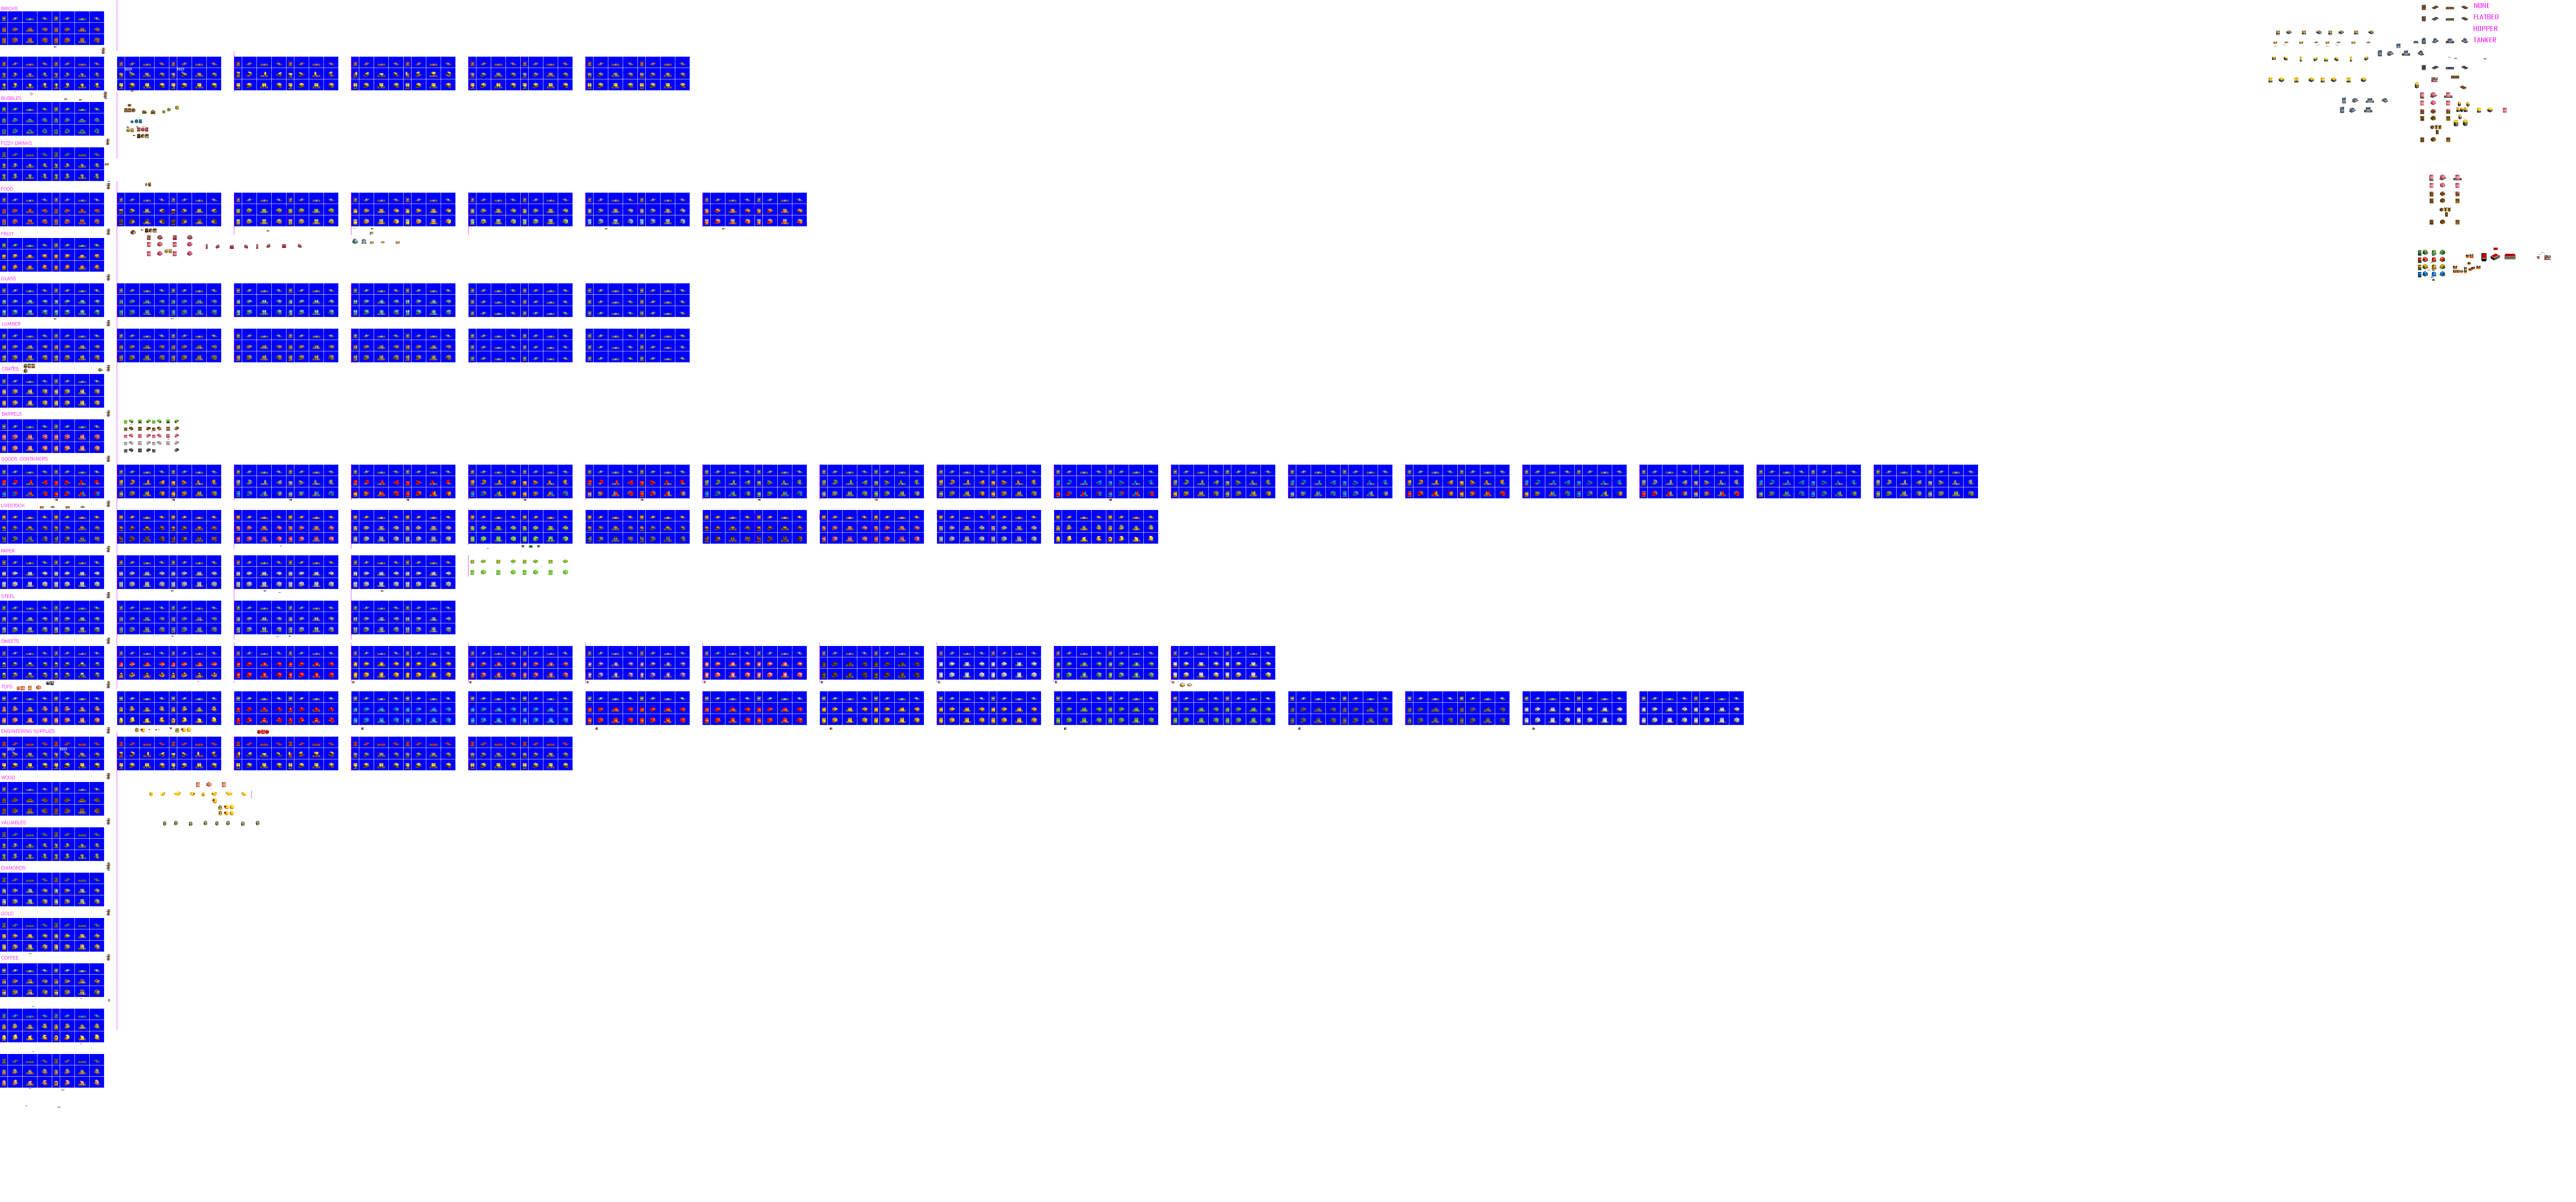 BRICKS
BUBBLES
FIZZY DRINKS
FOOD
FRUIT
GLASS
LUMBER
CRATES
BARRELS
GOODS CONTAINERS
LIVESTOCK
PAPER
STEEL
SWEETS
TOYS
ENGINEERING SUPPLIES
WOOD
VALUABLES
DIAMONDS
GOLD
COFFEE
NONE
FLATBED
HOPPER
TANKER